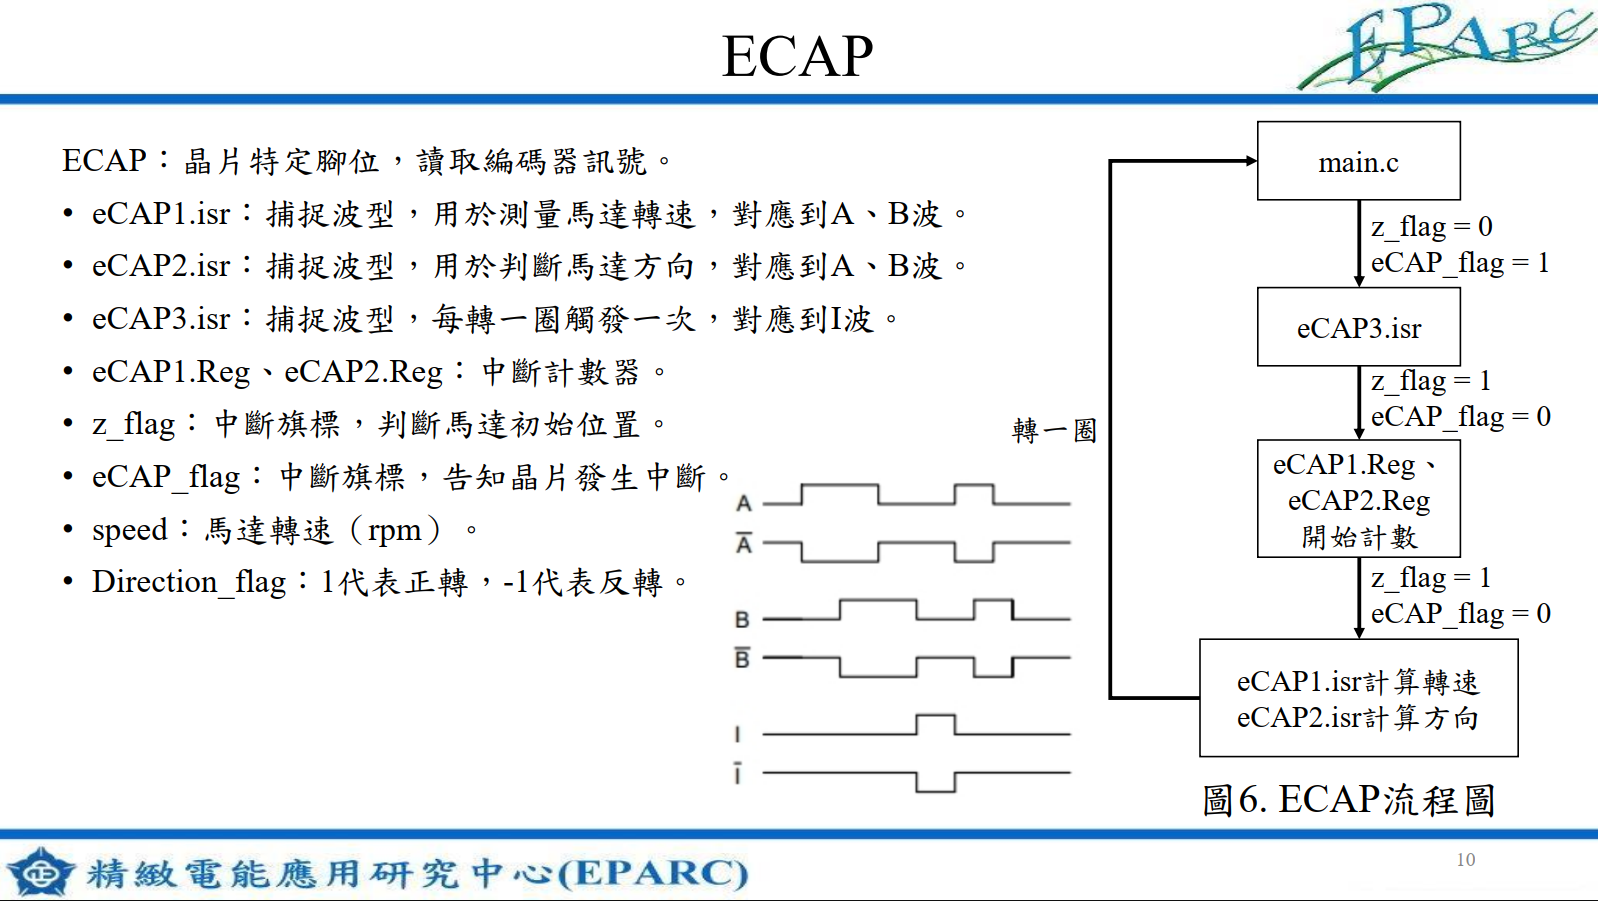 ECAP
EPARC
ECAP：晶片特定腳位，讀取編碼器訊號。
• eCAP1.isr：捕捉波型，用於測量馬達轉速，對應到A、B波。
• eCAP2.isr：捕捉波型，用於判斷馬達方向，對應到A、B波。
• eCAP3.isr：捕捉波型，每轉一圈觸發一次，對應到I波。
• eCAP1.Reg、eCAP2.Reg：中斷計數器。
• z_flag：中斷旗標，判斷馬達初始位置。
• eCAP_flag：中斷旗標，告知晶片發生中斷。
• speed：馬達轉速（rpm）。
• Direction_flag：1代表正轉，-1代表反轉。
A
A̅
B
B̅
I
I̅
轉一圈
main.c
z_flag = 0
eCAP_flag = 1
eCAP3.isr
z_flag = 1
eCAP_flag = 0
eCAP1.Reg、
eCAP2.Reg
開始計數
z_flag = 1
eCAP_flag = 0
eCAP1.isr計算轉速
eCAP2.isr計算方向
圖6. ECAP流程圖
精緻電能應用研究中心(EPARC)
10